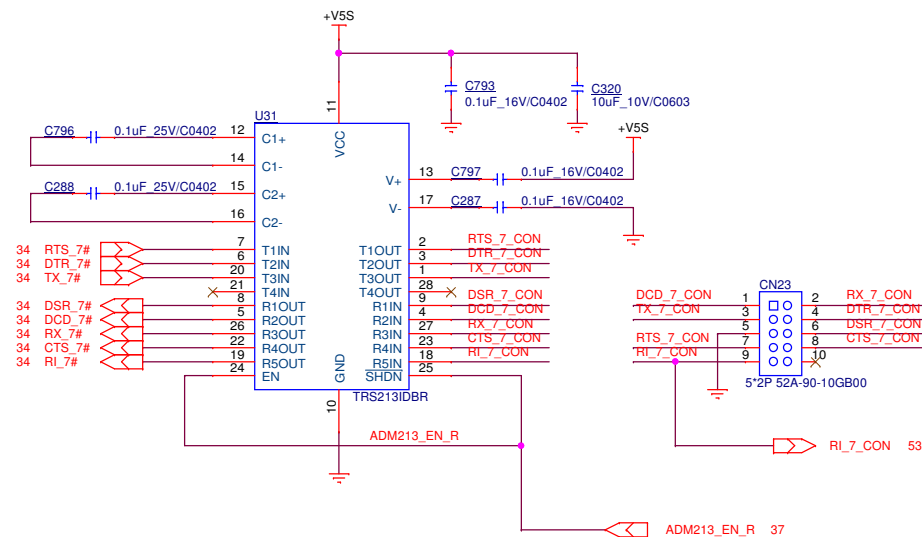 +V5S
C793
0.1uF_16V/C0402
C320
10uF_10V/C0603
+V5S
U31
11
VCC
C796 0.1uF_25V/C0402 12 C1+
14 C1-
C288 0.1uF_25V/C0402 15 C2+
16 C2-
V+ 13 C797 0.1uF_16V/C0402
V- 17 C287 0.1uF_16V/C0402
34 RTS_7# 7 T1IN T1OUT 2 RTS_7_CON
34 DTR_7# 6 T2IN T2OUT 3 DTR_7_CON
34 TX_7# 20 T3IN T3OUT 1 TX_7_CON
21 T4IN T4OUT 28
34 DSR_7# 8 R1OUT R1IN 9 DSR_7_CON
34 DCD_7# 5 R2OUT R2IN 4 DCD_7_CON
34 RX_7# 26 R3OUT R3IN 27 RX_7_CON
34 CTS_7# 22 R4OUT R4IN 23 CTS_7_CON
34 RI_7# 19 R5OUT R5IN 18 RI_7_CON
24 EN SHDN 25
GND
10
TRS213IDBR
ADM213_EN_R
CN23
DCD_7_CON 1 2 RX_7_CON
TX_7_CON 3 4 DTR_7_CON
5 6 DSR_7_CON
RTS_7_CON 7 8 CTS_7_CON
RI_7_CON 9 10
5*2P 52A-90-10GB00
RI_7_CON 53
ADM213_EN_R 37